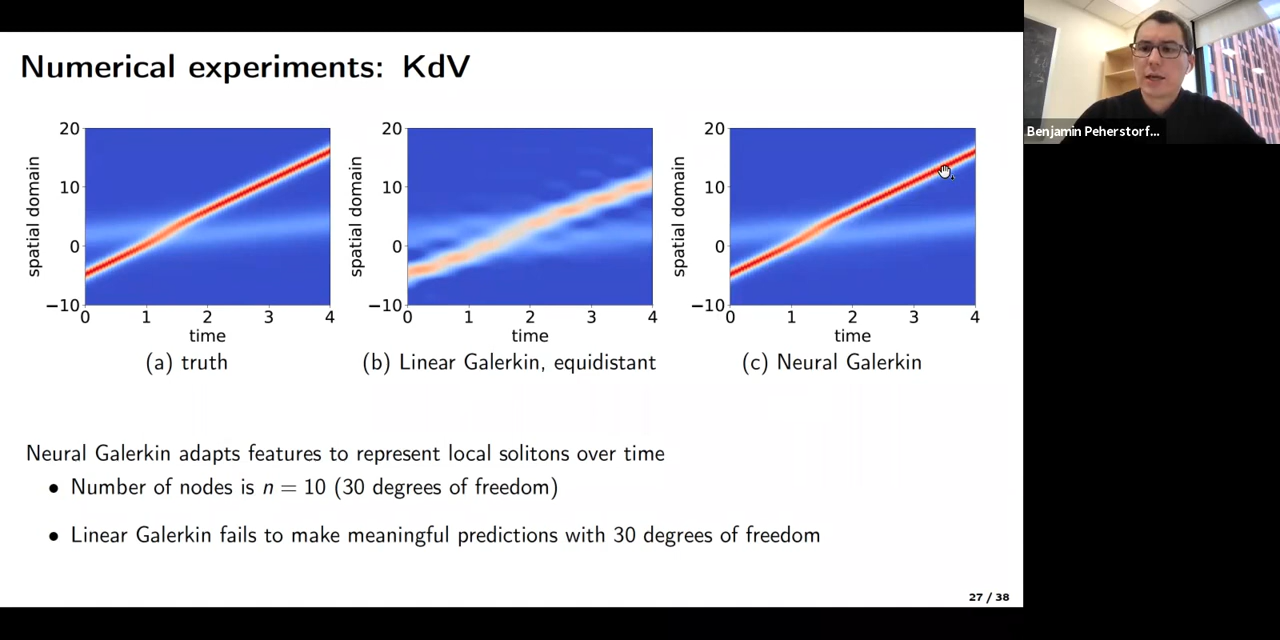 Numerical experiments: KdV
20
10
0
−10
spatial domain
0 1 2 3 4
time
(a) truth
20
10
0
−10
spatial domain
0 1 2 3 4
time
(b) Linear Galerkin, equidistant
20
10
0
−10
spatial domain
0 1 2 3 4
time
(c) Neural Galerkin
Neural Galerkin adapts features to represent local solitons over time
• Number of nodes is n = 10 (30 degrees of freedom)
• Linear Galerkin fails to make meaningful predictions with 30 degrees of freedom
27 / 38
Benjamin Peherstorf...